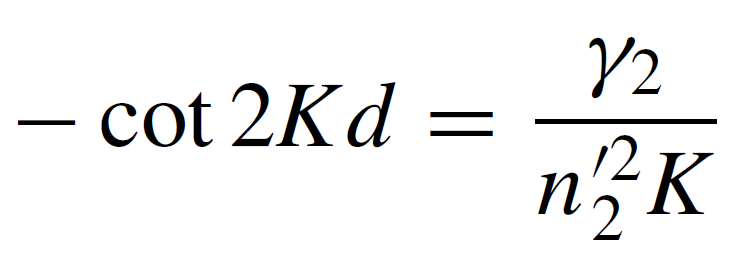 − cot 2Kd = γ₂ / n′₂² K